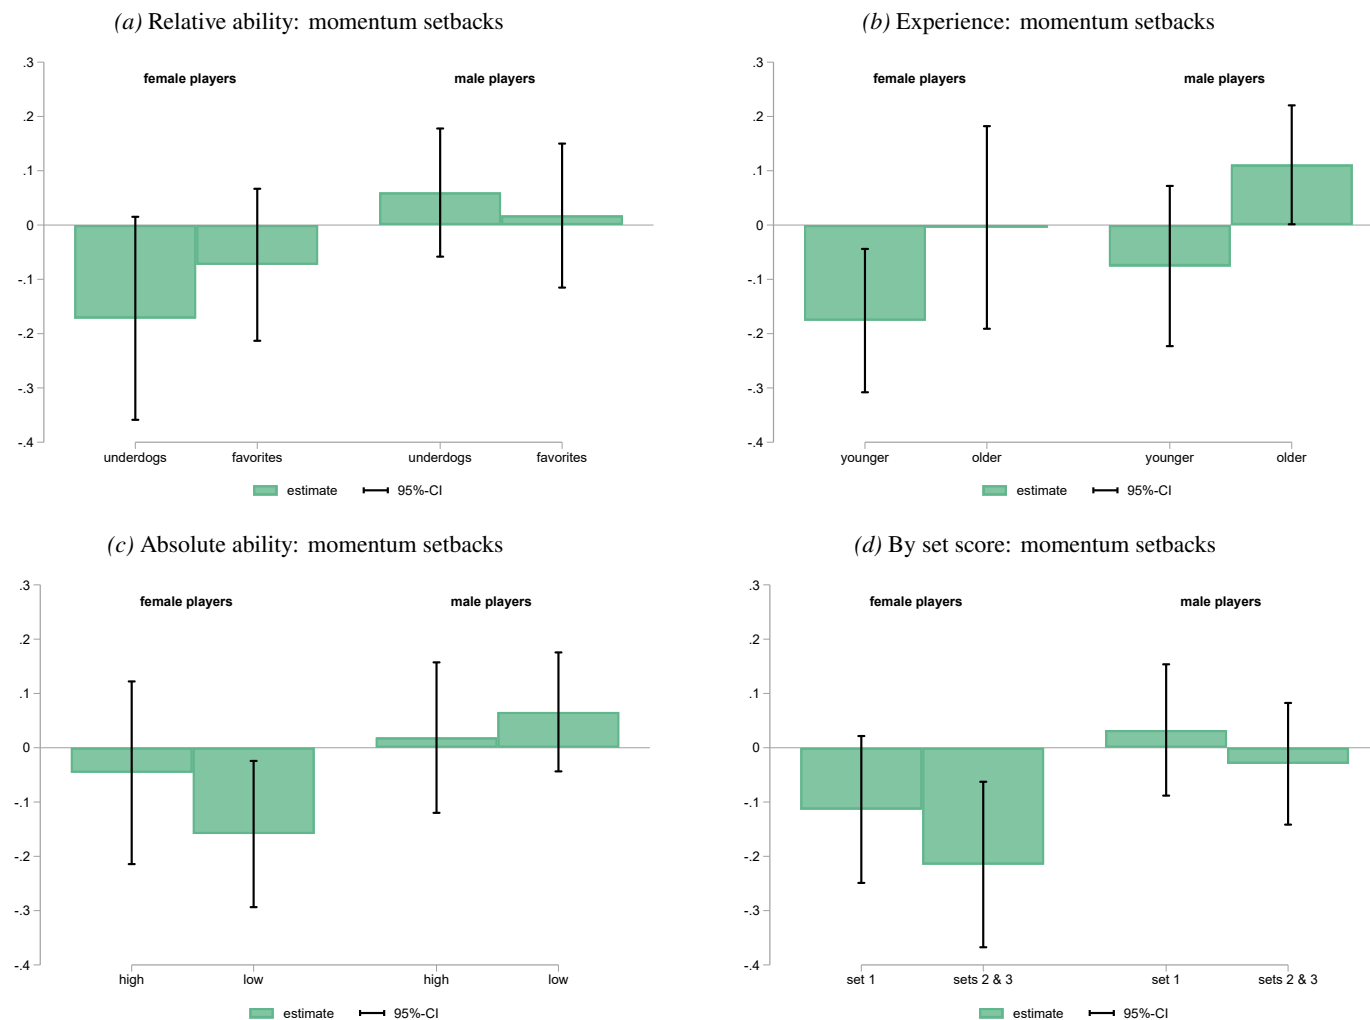 (a) Relative ability: momentum setbacks
.3
.2
.1
0
-.1
-.2
-.3
-.4
female players
male players
underdogs
favorites
underdogs
favorites
estimate
95%-CI
(b) Experience: momentum setbacks
.3
.2
.1
0
-.1
-.2
-.3
-.4
female players
male players
younger
older
younger
older
estimate
95%-CI
(c) Absolute ability: momentum setbacks
.3
.2
.1
0
-.1
-.2
-.3
-.4
female players
male players
high
low
high
low
estimate
95%-CI
(d) By set score: momentum setbacks
.3
.2
.1
0
-.1
-.2
-.3
-.4
female players
male players
set 1
sets 2 & 3
set 1
sets 2 & 3
estimate
95%-CI